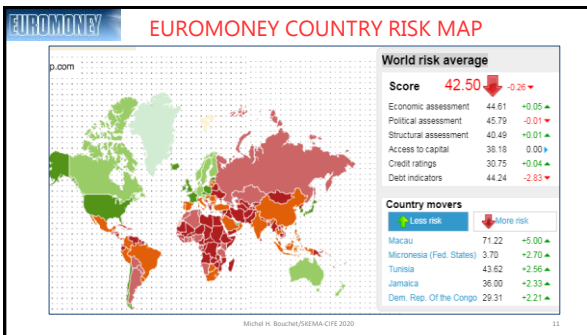 EUROMONEY
EUROMONEY COUNTRY RISK MAP
p.com
World risk average
Score 42.50 -0.26
Economic assessment 44.61 +0.05
Political assessment 45.79 -0.01
Structural assessment 40.49 +0.01
Access to capital 38.18 0.00
Credit ratings 30.75 +0.04
Debt indicators 44.24 -2.83
Country movers
Less risk More risk
Macau 71.22 +5.00
Micronesia (Fed. States) 3.70 +2.70
Tunisia 43.62 +2.56
Jamaica 36.00 +2.33
Dem. Rep. Of the Congo 29.31 +2.21
Michel H. Bouchet/SKEMA-CIFE 2020 11